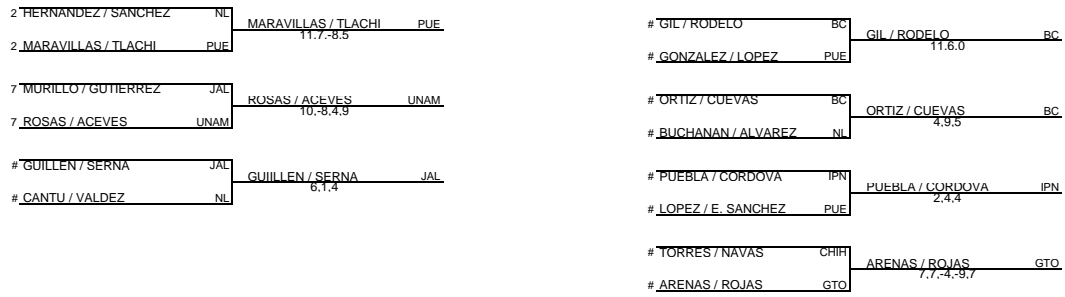 2 HERNANDEZ / SANCHEZ NL
MARAVILLAS / TLACHI PUE
11.7.-8.5
2 MARAVILLAS / TLACHI PUE
7 MURILLO / GUTIERREZ JAL
ROSAS / ACEVES UNAM
10,-8,4,9
7 ROSAS / ACEVES UNAM
# GUILLEN / SERNA JAL
GUIILLEN / SERNA JAL
6,1,4
# CANTU / VALDEZ NL
# GIL / RODELO BC
GIL / RODELO BC
11.6.0
# GONZALEZ / LOPEZ PUE
# ORTIZ / CUEVAS BC
ORTIZ / CUEVAS BC
4,9,5
# BUCHANAN / ALVAREZ NL
# PUEBLA / CORDOVA IPN
PUEBLA / CORDOVA IPN
2,4,4
# LOPEZ / E. SANCHEZ PUE
# TORRES / NAVAS CHIH
ARENAS / ROJAS GTO
7,7,-4,-9,7
# ARENAS / ROJAS GTO